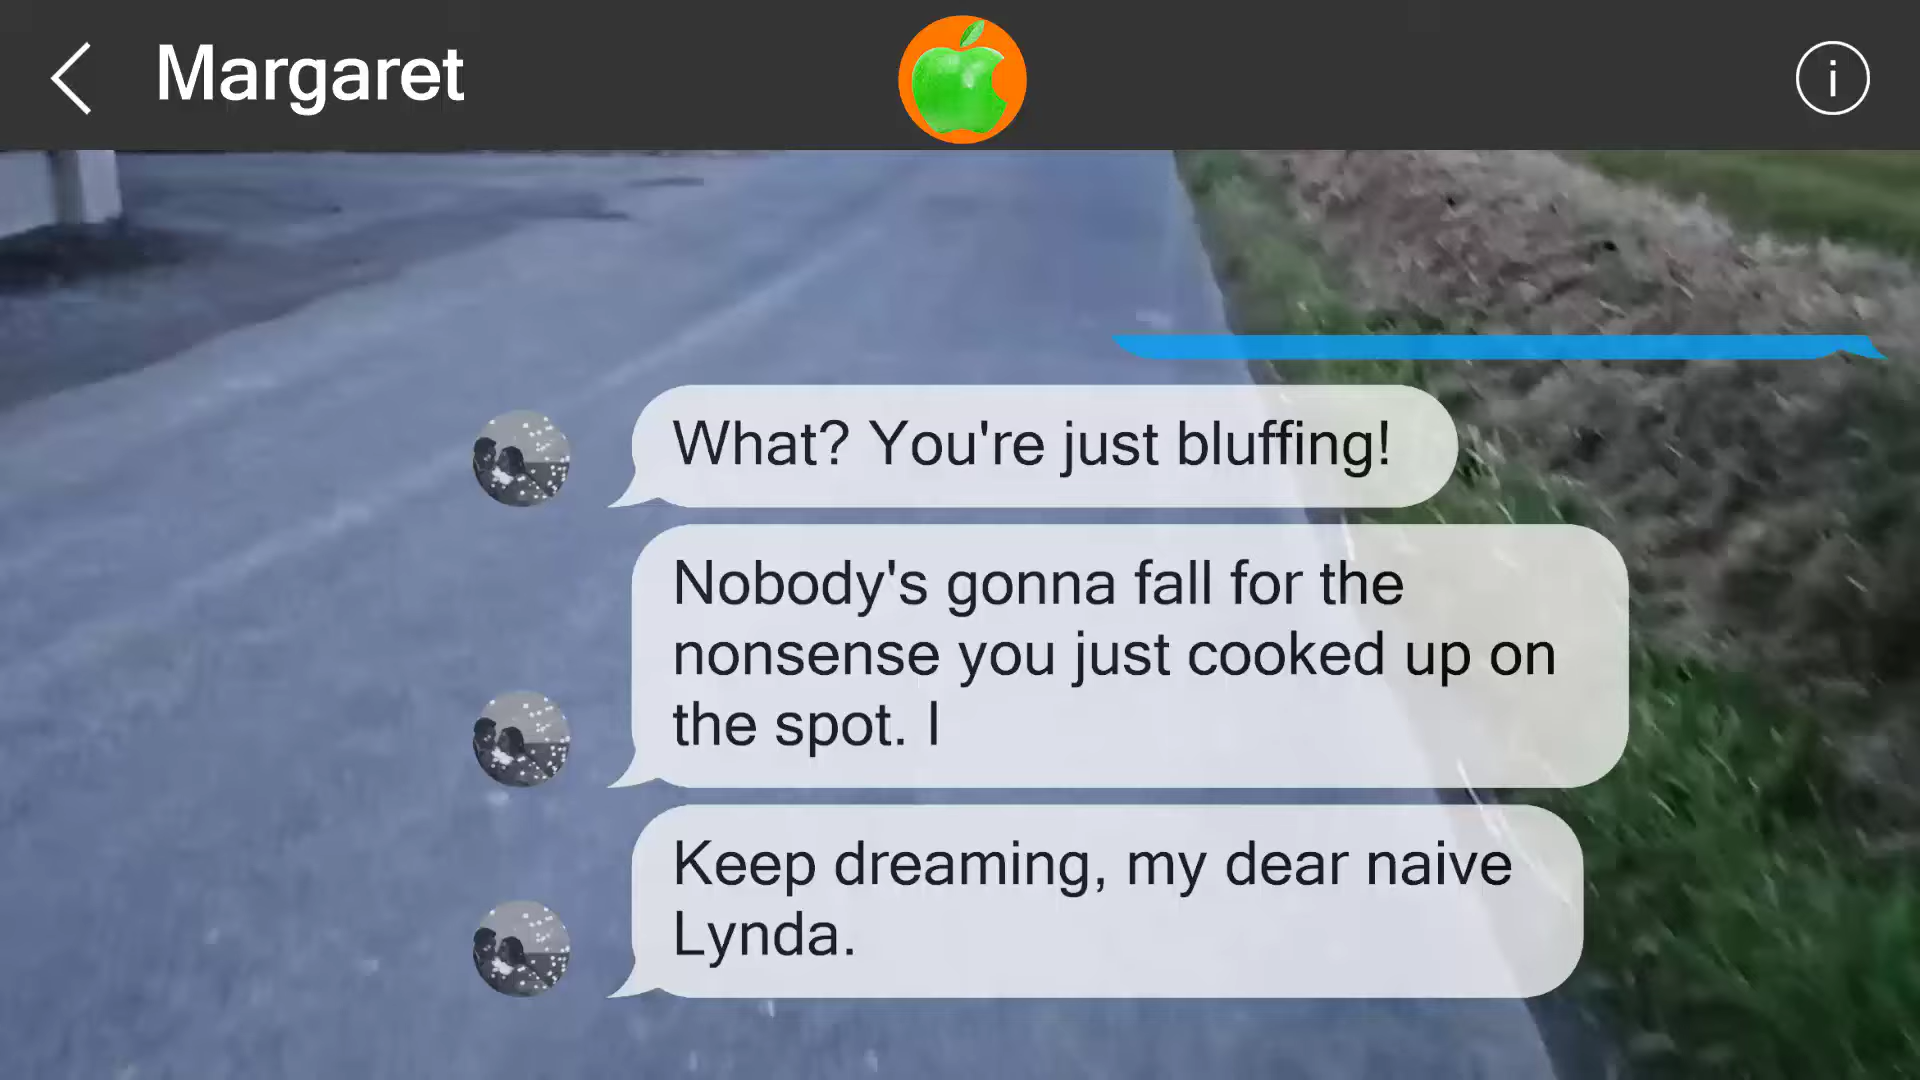 Margaret
i
What? You're just bluffing!
Nobody's gonna fall for the
nonsense you just cooked up on
the spot. I
Keep dreaming, my dear naive
Lynda.